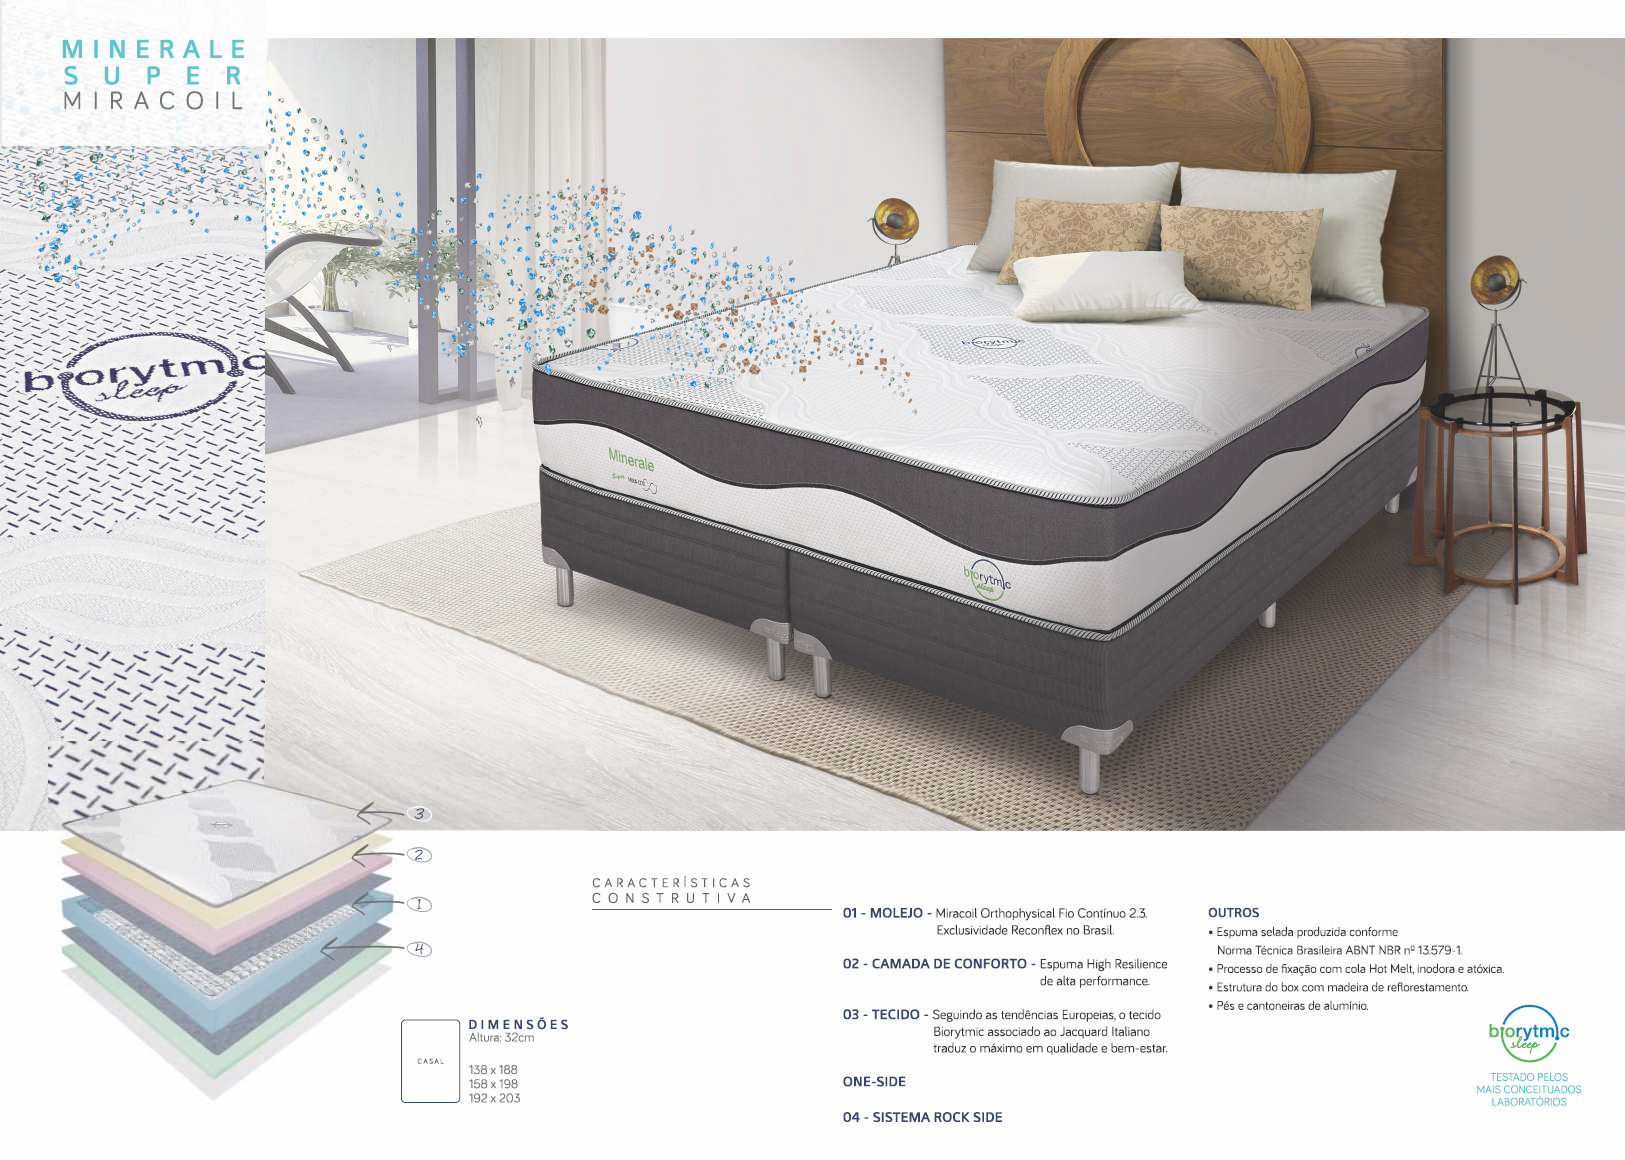 MINERALE
SUPER
MIRACOIL
biorytmic
sleep
biorytmic
Minerale
Super MIRACOIL
biorytmic
sleep
3
2
1
4
CARACTERÍSTICAS
CONSTRUTIVA
01 - MOLEJO - Miracoil Orthophysical Fio Contínuo 2.3.
Exclusividade Reconflex no Brasil.
02 - CAMADA DE CONFORTO - Espuma High Resilience
de alta performance.
03 - TECIDO - Seguindo as tendências Europeias, o tecido
Biorytmic associado ao Jacquard Italiano
traduz o máximo em qualidade e bem-estar.
ONE-SIDE
04 - SISTEMA ROCK SIDE
OUTROS
• Espuma selada produzida conforme
Norma Técnica Brasileira ABNT NBR nº 13.579-1.
• Processo de fixação com cola Hot Melt, inodora e atóxica.
• Estrutura do box com madeira de reflorestamento.
• Pés e cantoneiras de alumínio.
CASAL
DIMENSÕES
Altura: 32cm
138 x 188
158 x 198
192 x 203
biorytmic
sleep
TESTADO PELOS
MAIS CONCEITUADOS
LABORATÓRIOS